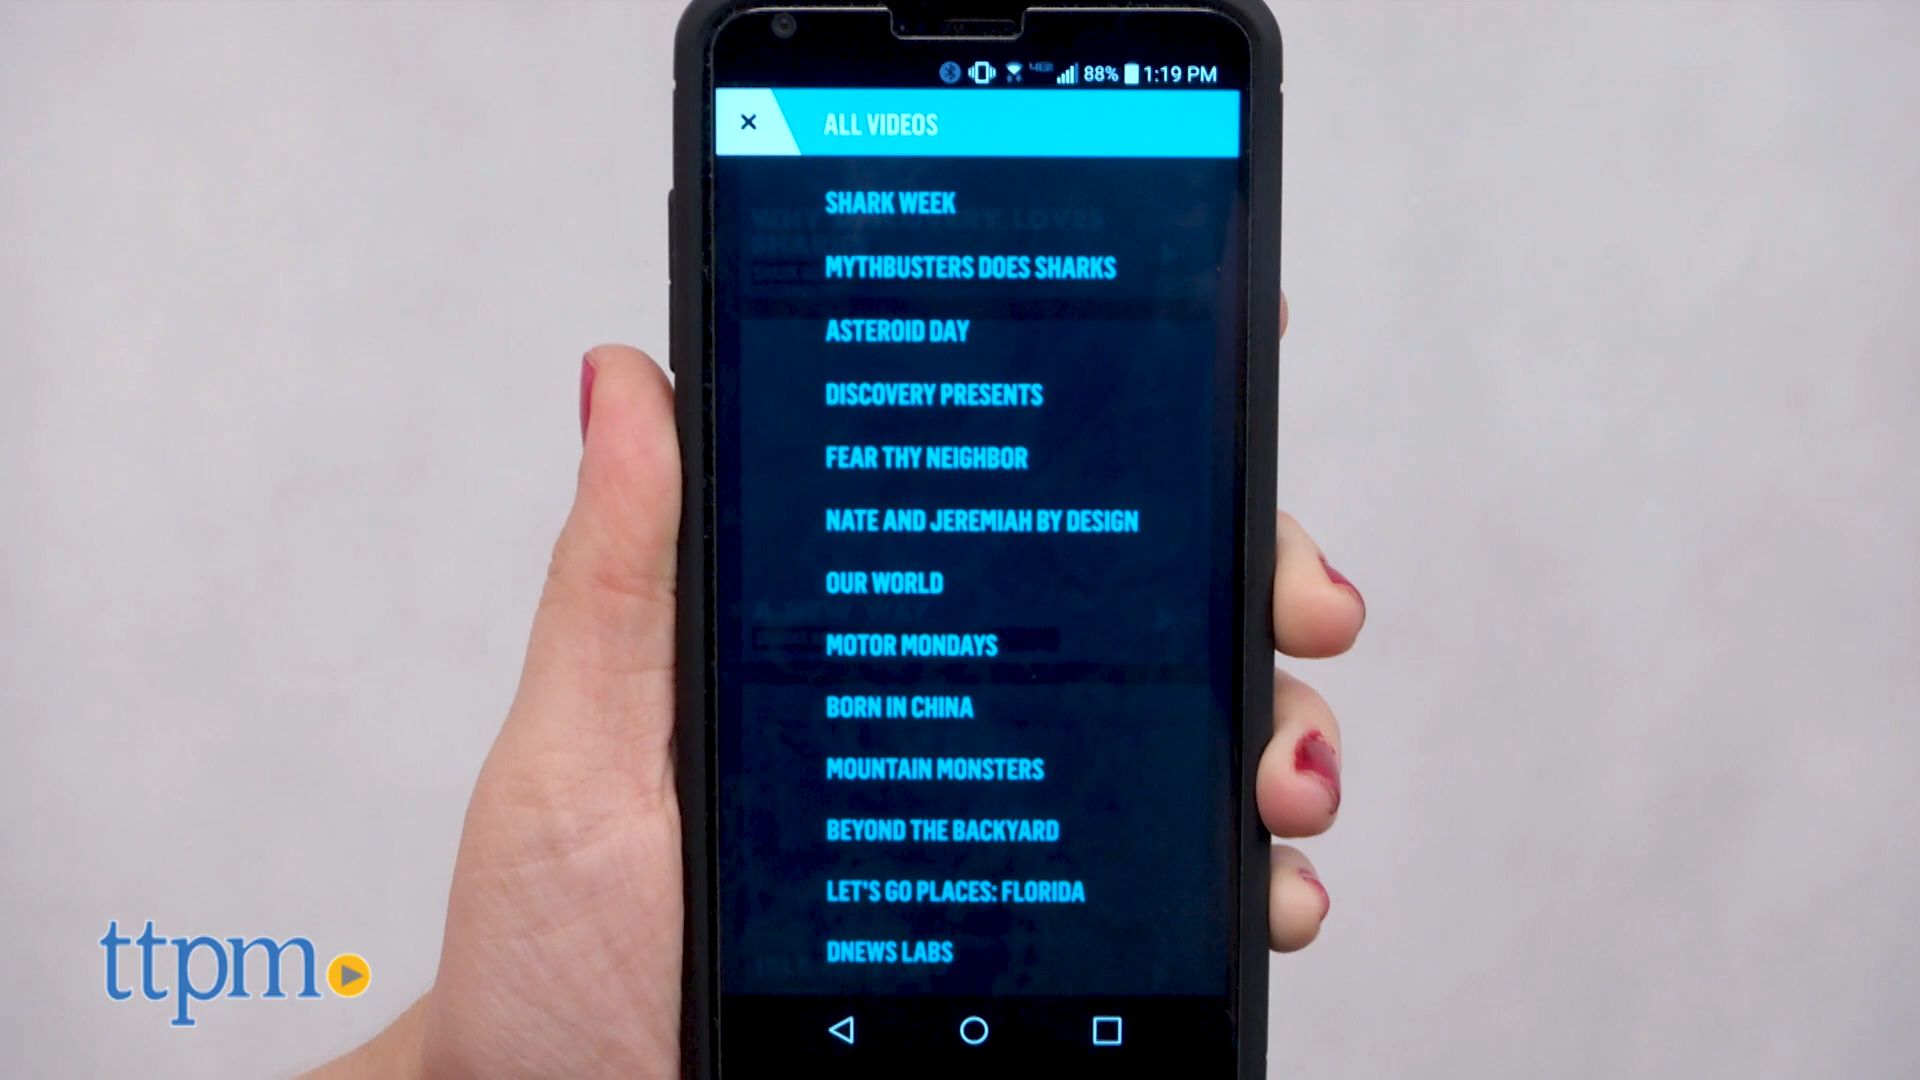 88% 1:19 PM
ALL VIDEOS
SHARK WEEK
MYTHBUSTERS DOES SHARKS
ASTEROID DAY
DISCOVERY PRESENTS
FEAR THY NEIGHBOR
NATE AND JEREMIAH BY DESIGN
OUR WORLD
MOTOR MONDAYS
BORN IN CHINA
MOUNTAIN MONSTERS
BEYOND THE BACKYARD
LET'S GO PLACES: FLORIDA
DNEWS LABS
ttpm